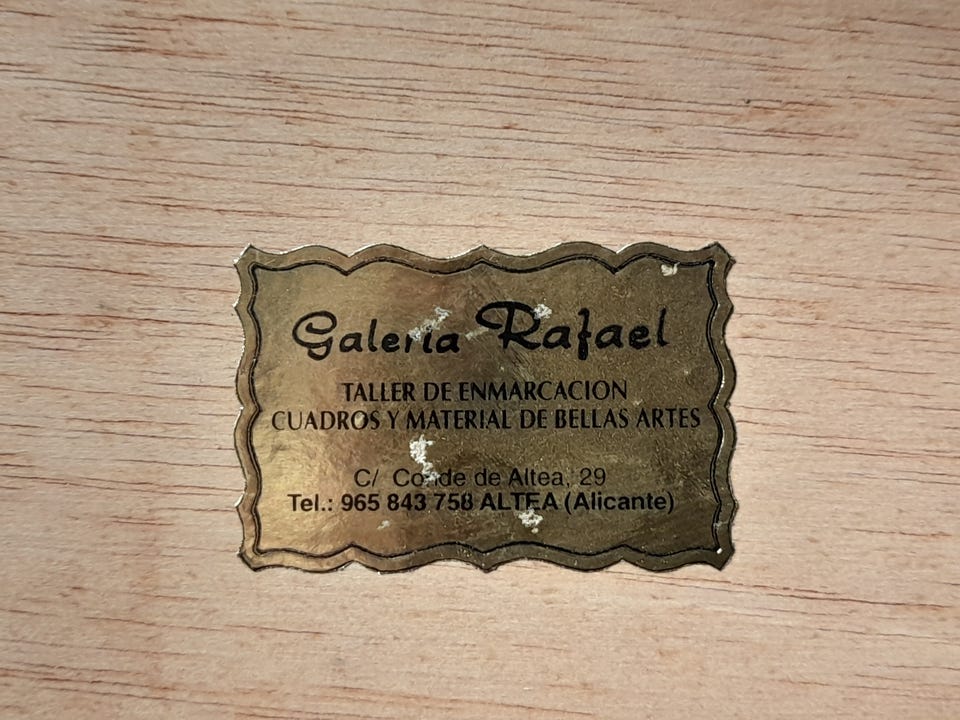 Galeria Rafael
TALLER DE ENMARCACION
CUADROS Y MATERIAL DE BELLAS ARTES
C/ Conde de Altea, 29
Tel.: 965 843 758 ALTEA (Alicante)